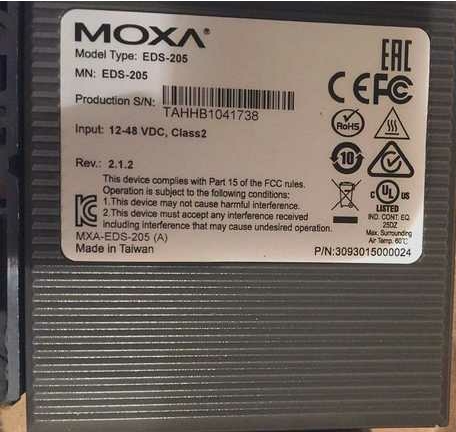 MOXA®
Model Type: EDS-205
MN: EDS-205
EAC
CE FC
Production S/N:
TAHHB1041738
RoHS
Input: 12-48 VDC, Class2
10
Rev.: 2.1.2
This device complies with Part 15 of the FCC rules.
Operation is subject to the following conditions:
1.This device may not cause harmful interference.
2.This device must accept any interference received
including interference that may cause undesired operation.
C UL US
LISTED
IND. CONT. EQ.
25DZ
Max. Surrounding
Air Temp. 60°C
MXA-EDS-205 (A)
Made in Taiwan
P/N:3093015000024